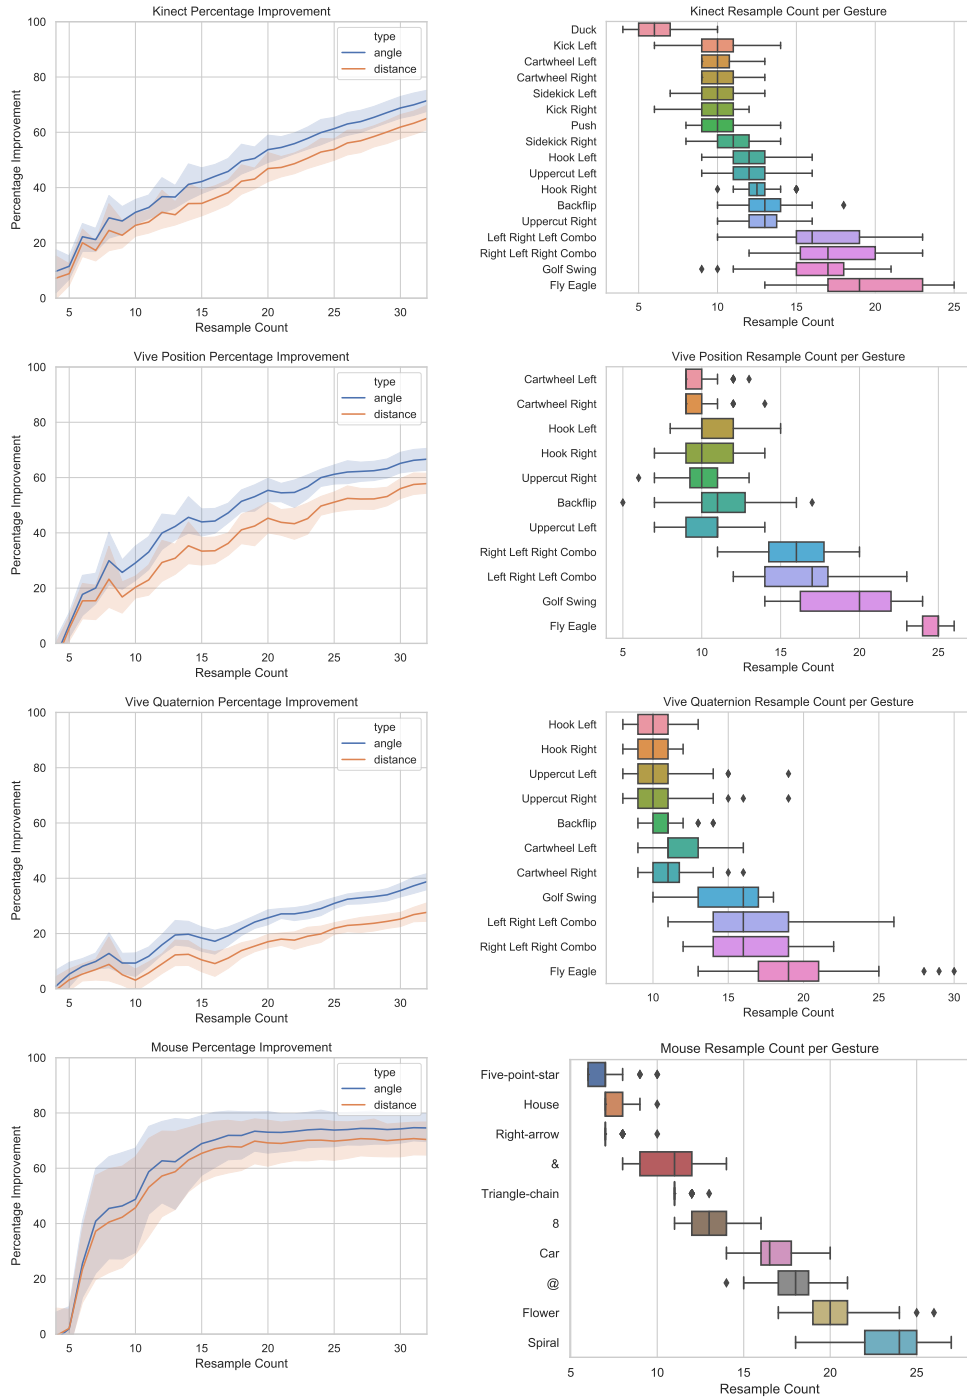 Kinect Percentage Improvement
100
80
60
40
20
0
Percentage Improvement
type
angle
distance
5
10
15
20
25
30
Resample Count
Kinect Resample Count per Gesture
Duck
Kick Left
Cartwheel Left
Cartwheel Right
Sidekick Left
Kick Right
Push
Sidekick Right
Hook Left
Uppercut Left
Hook Right
Backflip
Uppercut Right
Left Right Left Combo
Right Left Right Combo
Golf Swing
Fly Eagle
5
10
15
20
25
Resample Count
Vive Position Percentage Improvement
100
80
60
40
20
0
Percentage Improvement
type
angle
distance
5
10
15
20
25
30
Resample Count
Vive Position Resample Count per Gesture
Cartwheel Left
Cartwheel Right
Hook Left
Hook Right
Uppercut Right
Backflip
Uppercut Left
Right Left Right Combo
Left Right Left Combo
Golf Swing
Fly Eagle
5
10
15
20
25
Resample Count
Vive Quaternion Percentage Improvement
100
80
60
40
20
0
Percentage Improvement
type
angle
distance
5
10
15
20
25
30
Resample Count
Vive Quaternion Resample Count per Gesture
Hook Left
Hook Right
Uppercut Left
Uppercut Right
Backflip
Cartwheel Left
Cartwheel Right
Golf Swing
Left Right Left Combo
Right Left Right Combo
Fly Eagle
10
15
20
25
30
Resample Count
Mouse Percentage Improvement
100
80
60
40
20
0
Percentage Improvement
type
angle
distance
5
10
15
20
25
30
Resample Count
Mouse Resample Count per Gesture
Five-point-star
House
Right-arrow
&
Triangle-chain
8
Car
@
Flower
Spiral
5
10
15
20
25
Resample Count